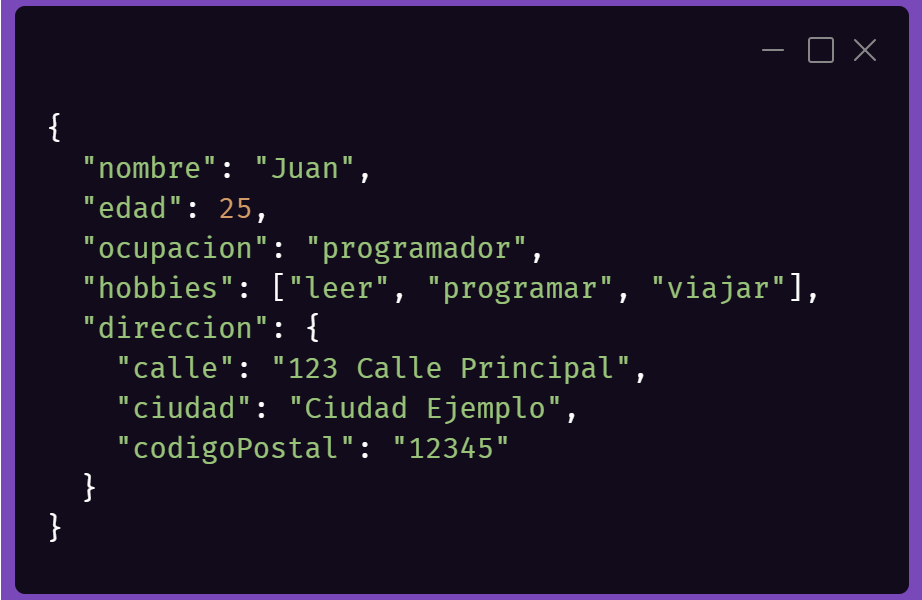 {
  "nombre": "Juan",
  "edad": 25,
  "ocupacion": "programador",
  "hobbies": ["leer", "programar", "viajar"],
  "direccion": {
    "calle": "123 Calle Principal",
    "ciudad": "Ciudad Ejemplo",
    "codigoPostal": "12345"
  }
}